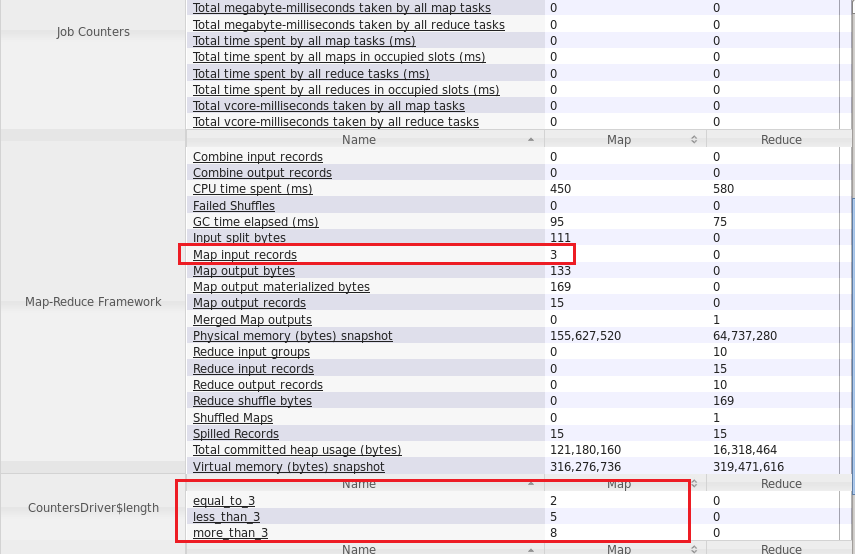 Job Counters
Total megabyte-milliseconds taken by all map tasks 0 0
Total megabyte-milliseconds taken by all reduce tasks 0 0
Total time spent by all map tasks (ms) 0 0
Total time spent by all maps in occupied slots (ms) 0 0
Total time spent by all reduce tasks (ms) 0 0
Total time spent by all reduces in occupied slots (ms) 0 0
Total vcore-milliseconds taken by all map tasks 0 0
Total vcore-milliseconds taken by all reduce tasks 0 0
Map-Reduce Framework
Name Map Reduce
Combine input records 0 0
Combine output records 0 0
CPU time spent (ms) 450 580
Failed Shuffles 0 0
GC time elapsed (ms) 95 75
Input split bytes 111 0
Map input records 3 0
Map output bytes 133 0
Map output materialized bytes 169 0
Map output records 15 0
Merged Map outputs 0 1
Physical memory (bytes) snapshot 155,627,520 64,737,280
Reduce input groups 0 10
Reduce input records 0 15
Reduce output records 0 10
Reduce shuffle bytes 0 169
Shuffled Maps 0 1
Spilled Records 15 15
Total committed heap usage (bytes) 121,180,160 16,318,464
Virtual memory (bytes) snapshot 316,276,736 319,471,616
CountersDriver$length
Name Map Reduce
equal_to_3 2 0
less_than_3 5 0
more_than_3 8 0
Name Map Reduce